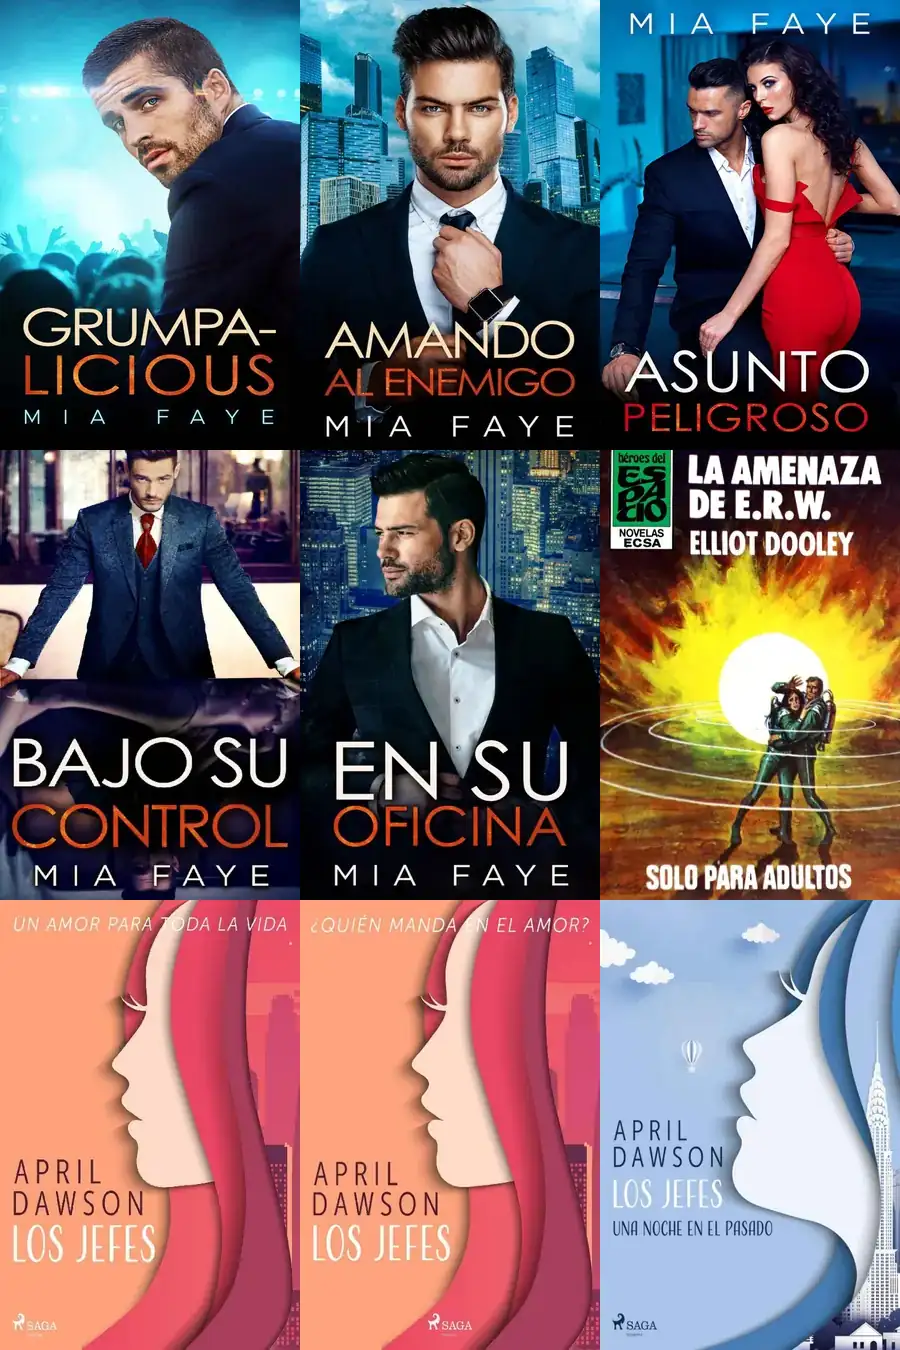 GRUMPA-
LICIOUS
MIA FAYE
AMANDO
AL ENEMIGO
MIA FAYE
MIA FAYE
ASUNTO
PELIGROSO
BAJO SU
CONTROL
MIA FAYE
EN SU
OFICINA
MIA FAYE
héroes del
ESPACIO
NOVELAS
ECSA
LA AMENAZA
DE E.R.W.
ELLIOT DOOLEY
SOLO PARA ADULTOS
UN AMOR PARA TODA LA VIDA
APRIL
DAWSON
LOS JEFES
SAGA
¿QUIÉN MANDA EN EL AMOR?
APRIL
DAWSON
LOS JEFES
SAGA
APRIL
DAWSON
LOS JEFES
UNA NOCHE EN EL PASADO
SAGA